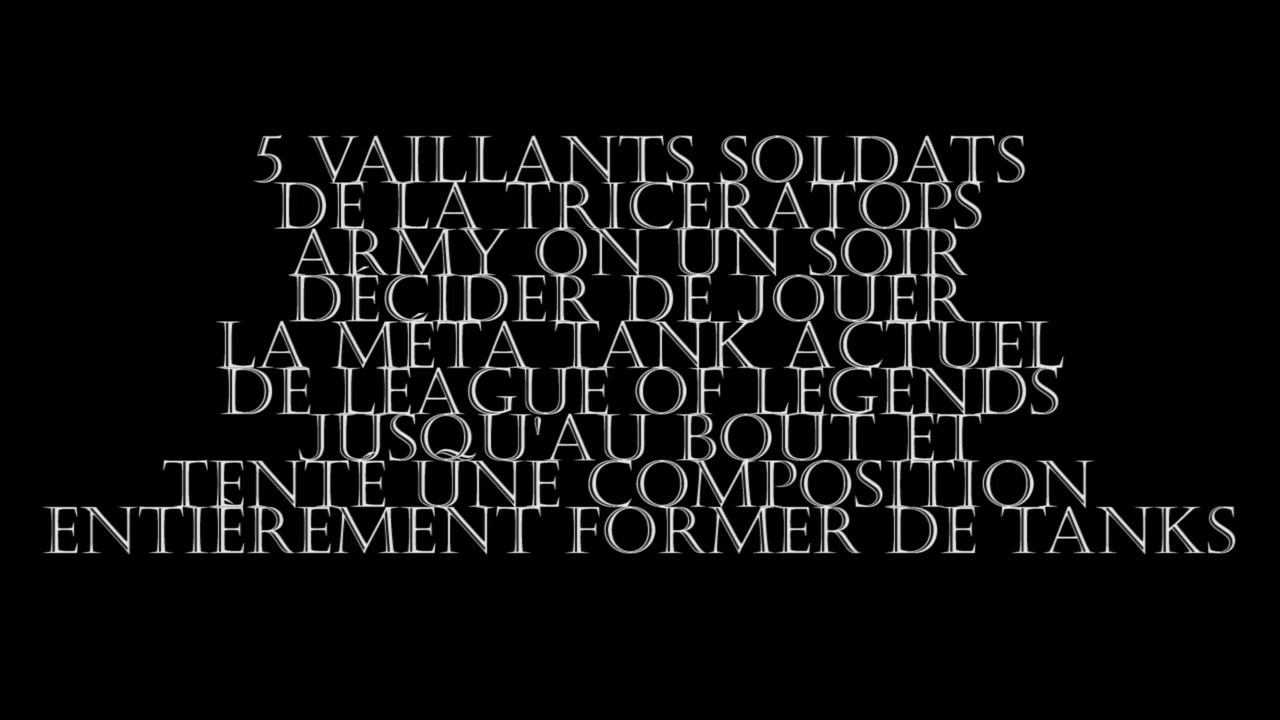 5 VAILLANTS SOLDATS
DE LA TRICERATOPS
ARMY ON UN SOIR
DÉCIDER DE JOUER
LA MÉTA TANK ACTUEL
DE LEAGUE OF LEGENDS
JUSQU'AU BOUT ET
TENTÉ UNE COMPOSITION
ENTIÈREMENT FORMER DE TANKS